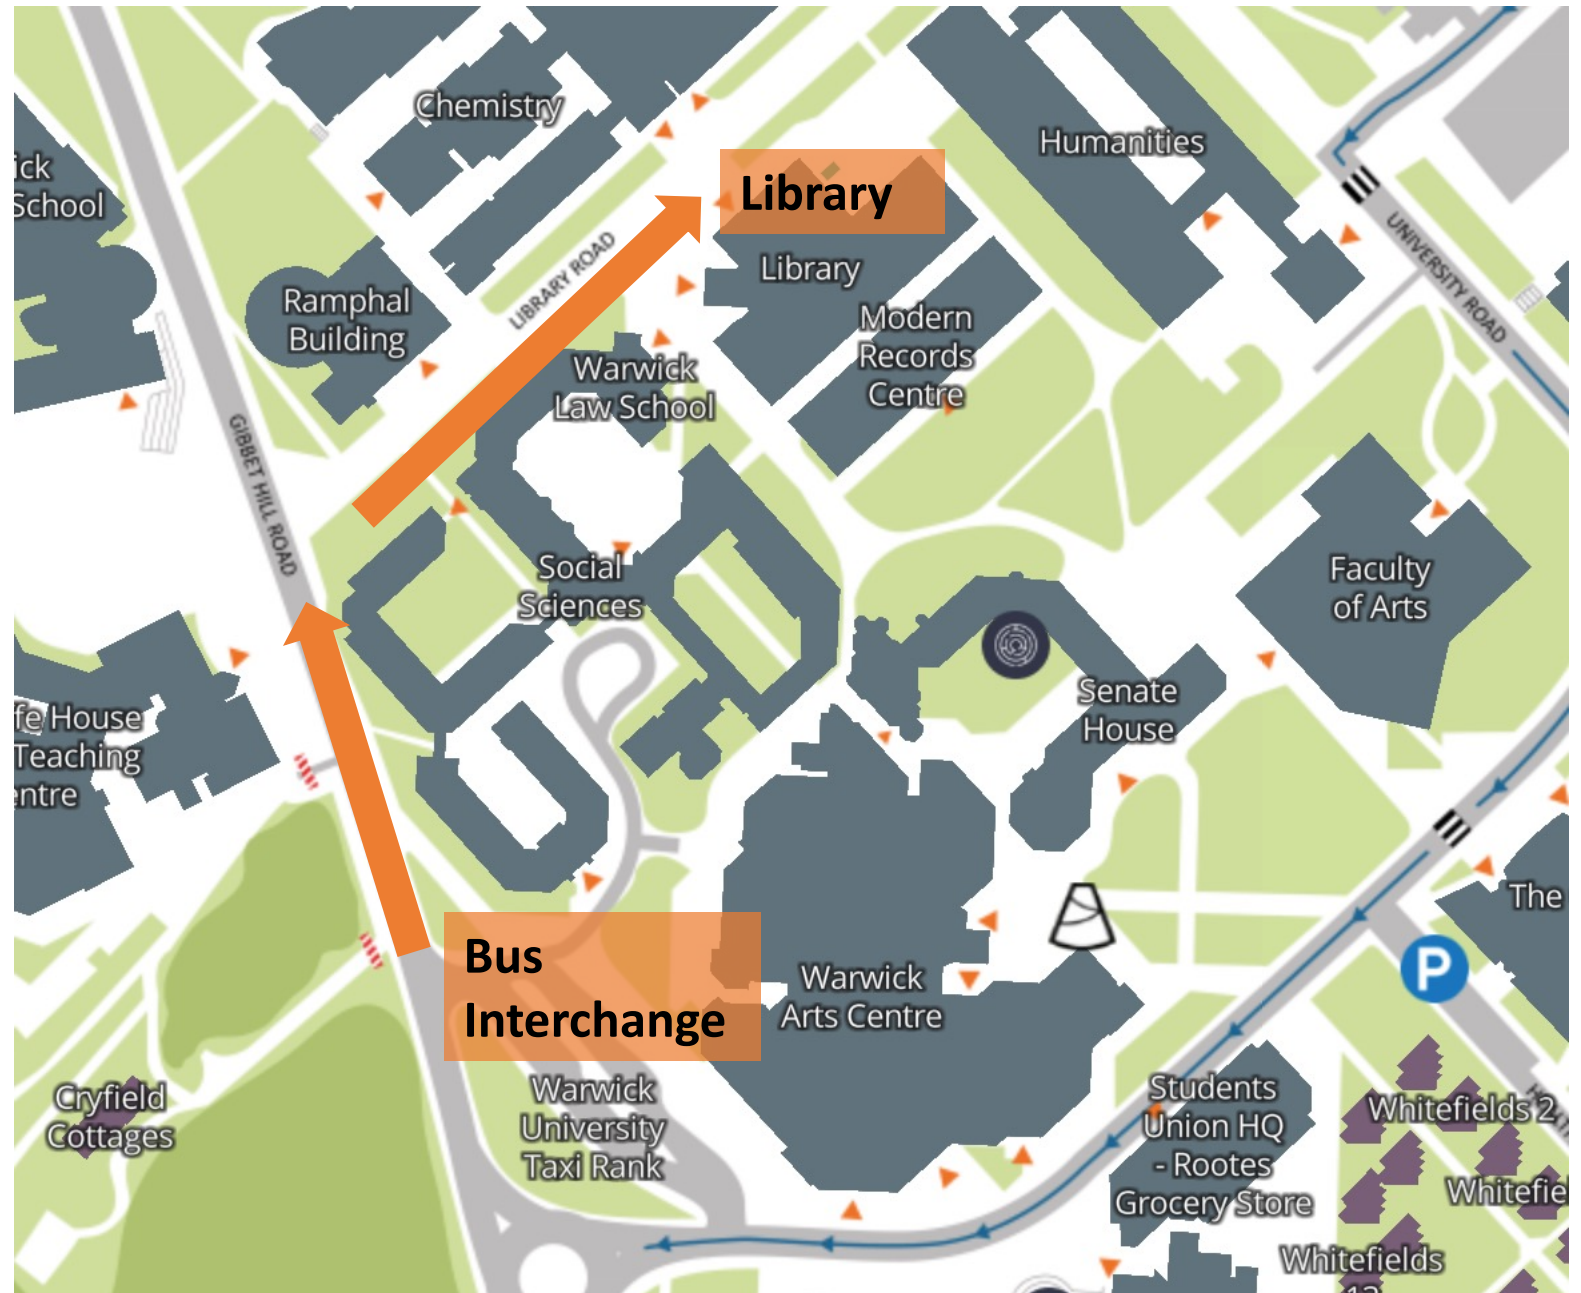 Chemistry
Humanities
ick
School
Library
Library
LIBRARY ROAD
UNIVERSITY ROAD
Ramphal
Building
Modern
Records
Centre
Warwick
Law School
GIBBET HILL ROAD
Social
Sciences
Faculty
of Arts
Senate
House
fe House
Teaching
entre
The
Bus
Interchange
Warwick
Arts Centre
P
Warwick
University
Taxi Rank
Students
Union HQ
- Rootes
Grocery Store
Cryfield
Cottages
Whitefields 2
Whitefie
Whitefields